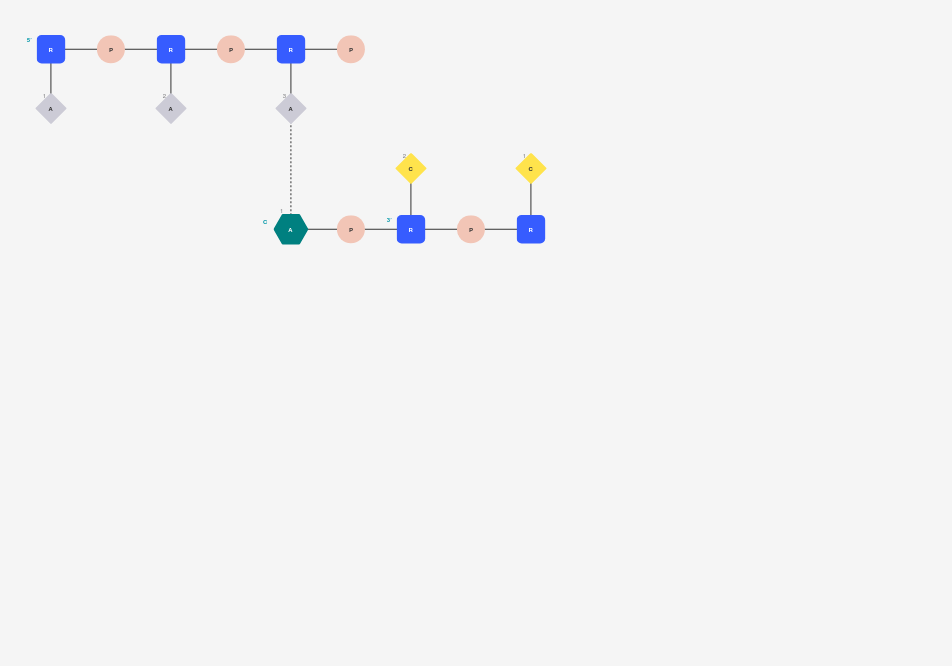 5'
R P R P R P
1 2 3
A A A
2 1
C C
1
C 3'
A P R P R